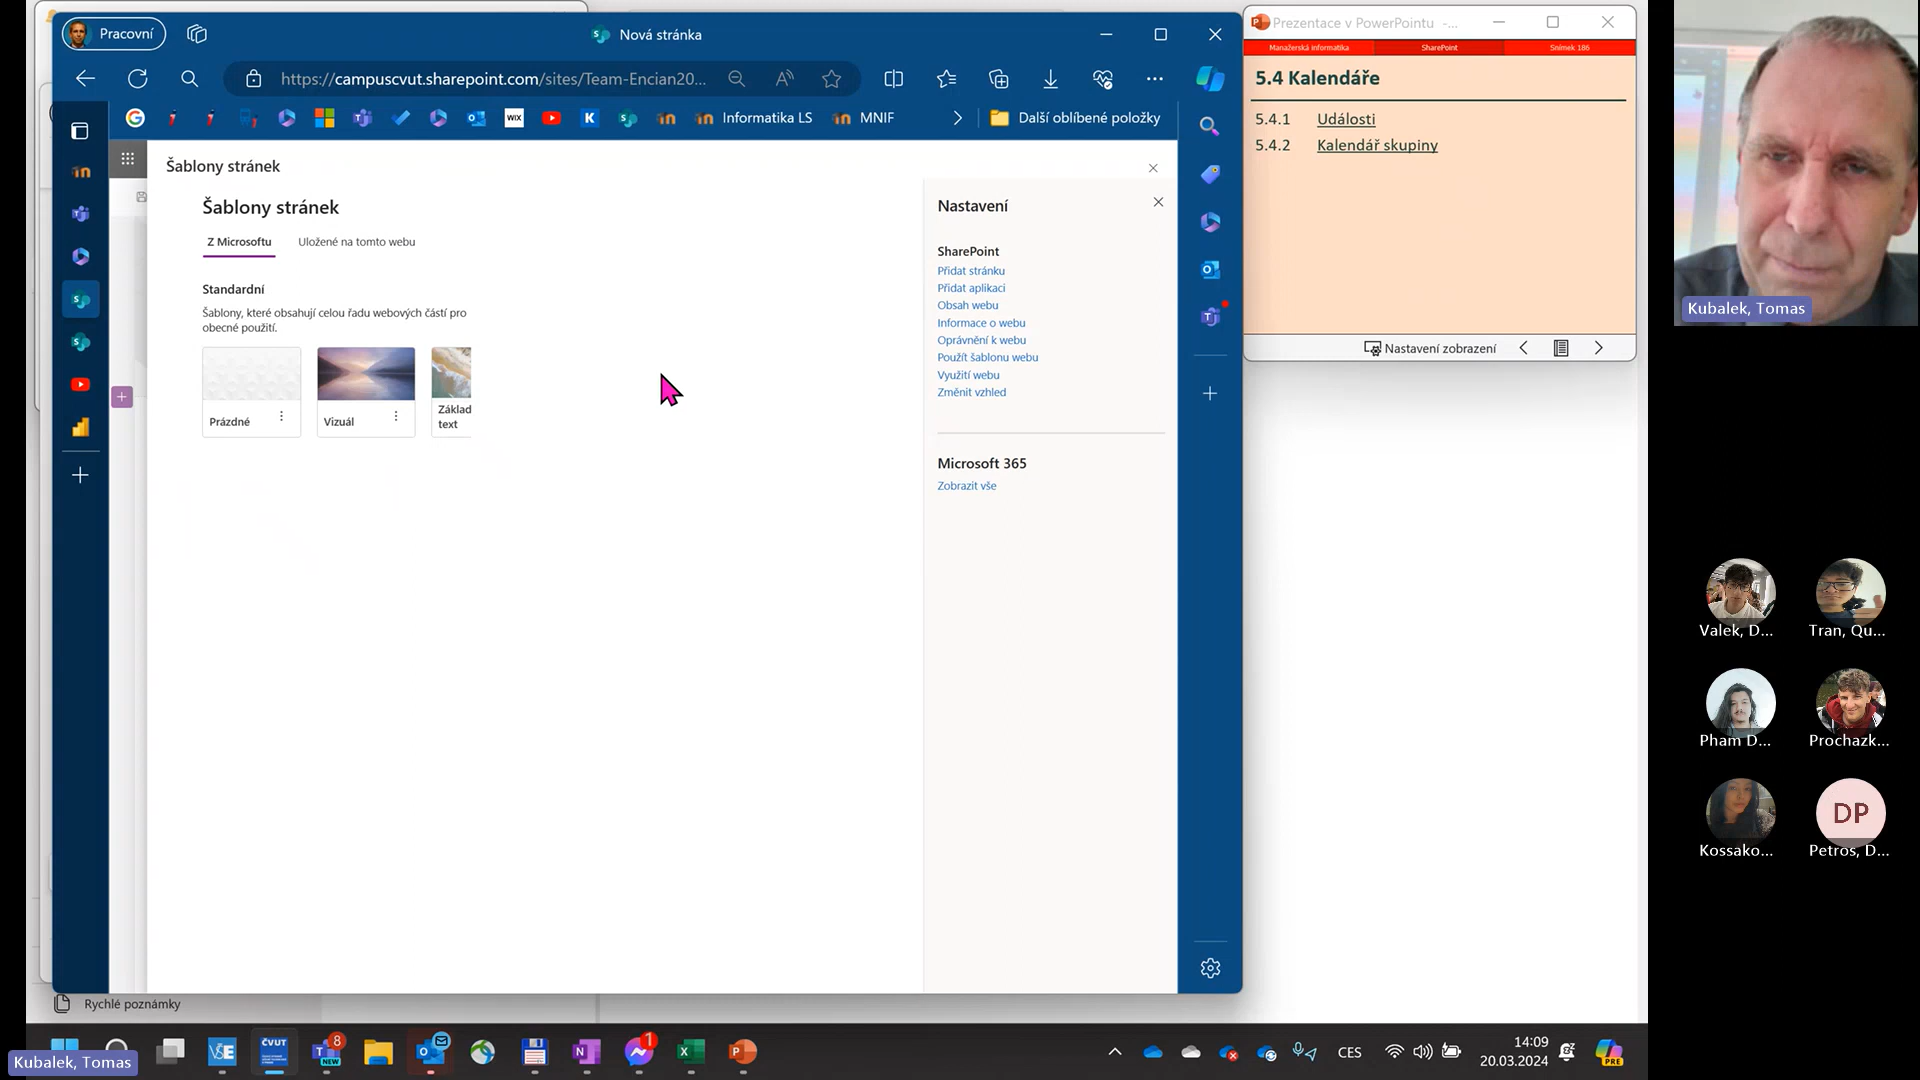 Pracovní
Nová stránka
https://campuscvut.sharepoint.com/sites/Team-Encian20...
Informatika LS
MNIF
Další oblíbené položky
Šablony stránek
Šablony stránek
Z Microsoftu
Uložené na tomto webu
Standardní
Šablony, které obsahují celou řadu webových částí pro
obecné použití.
Prázdné
Vizuál
Základ
text
Nastavení
SharePoint
Přidat stránku
Přidat aplikaci
Obsah webu
Informace o webu
Oprávnění k webu
Použít šablonu webu
Využití webu
Změnit vzhled
Microsoft 365
Zobrazit vše
Prezentace v PowerPointu -...
Manažerská informatika
SharePoint
Snímek 186
5.4 Kalendáře
5.4.1 Události
5.4.2 Kalendář skupiny
Nastavení zobrazení
Kubalek, Tomas
Valek, D...
Tran, Qu...
Pham D...
Prochazk...
Kossako...
DP
Petros, D...
Rychlé poznámky
Kubalek, Tomas
ČVUT
NEW
8
1
CES
14:09
20.03.2024
PRE